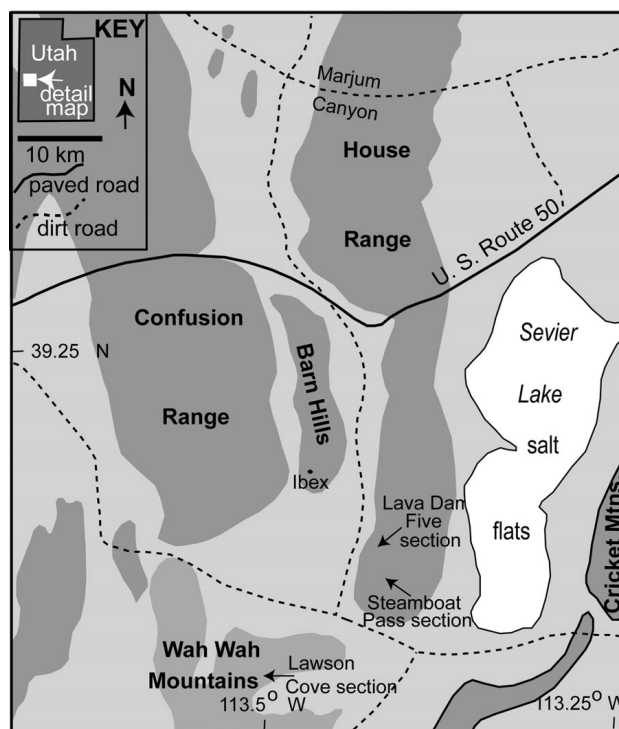 KEY
Utah
detail
map
N
10 km
paved road
dirt road
Marjum
Canyon
House
Range
U. S. Route 50
Confusion
Range
39.25 N
Barn Hills
Ibex
Sevier
Lake
salt
flats
Lava Dam
Five
section
Steamboat
Pass section
Cricket Mtns
Wah Wah
Mountains
Lawson
Cove section
113.5° W
113.25° W